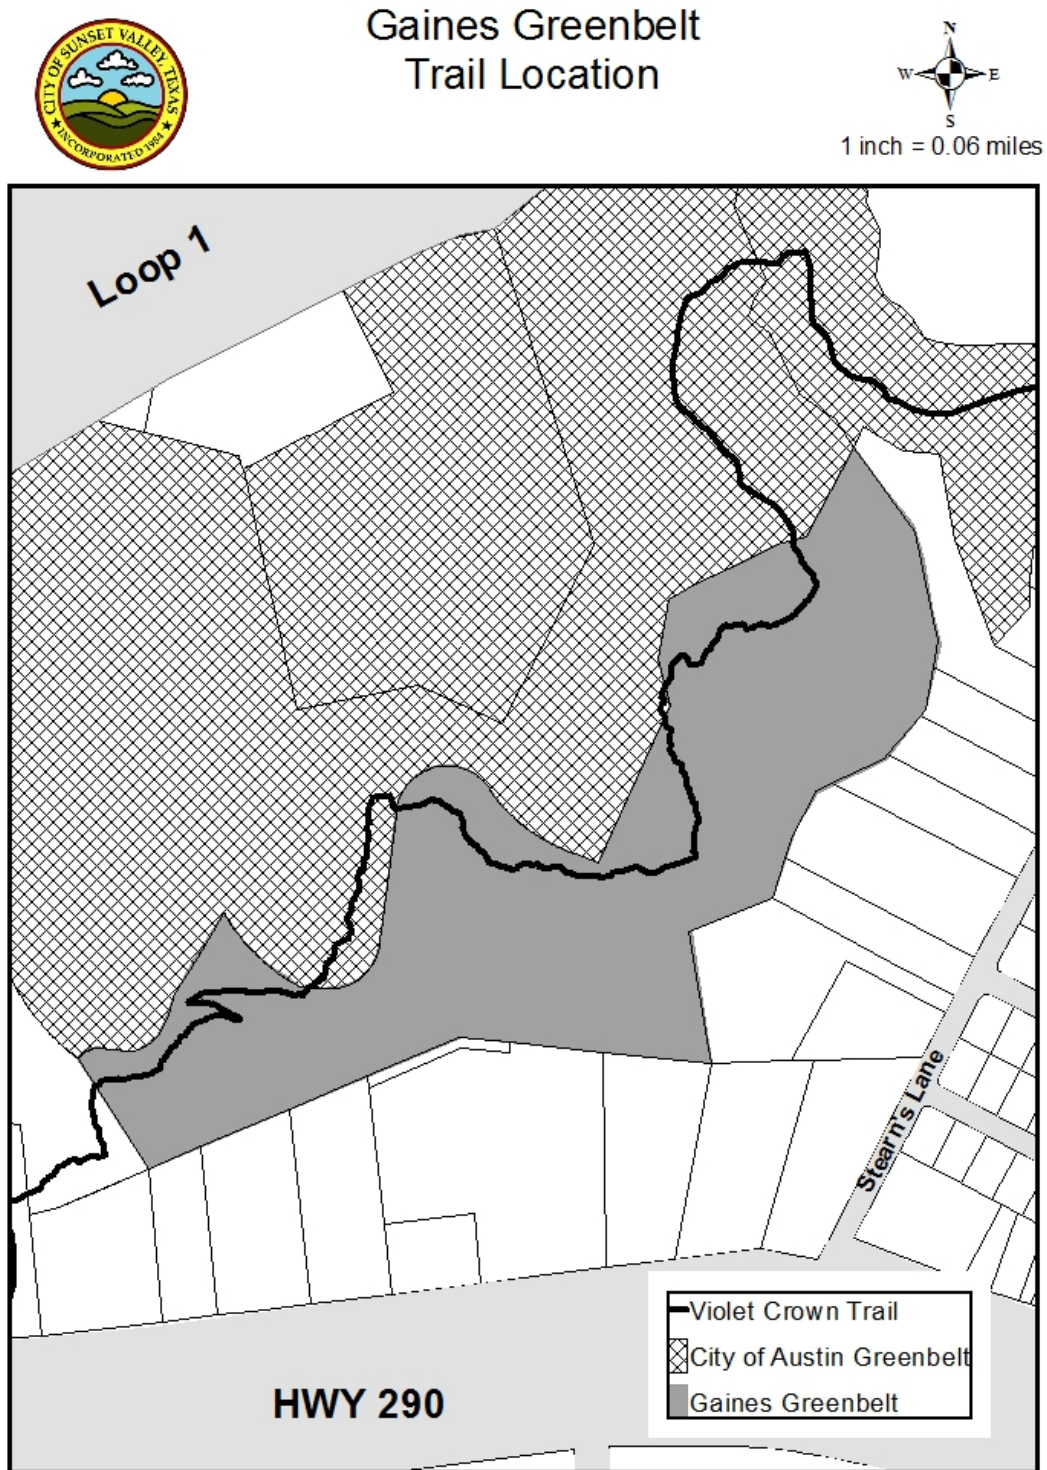 Gaines Greenbelt
Trail Location
CITY OF SUNSET VALLEY, TEXAS
★ INCORPORATED 1954 ★
N
W E
S
1 inch = 0.06 miles
Loop 1
Stearn's Lane
Violet Crown Trail
City of Austin Greenbelt
Gaines Greenbelt
HWY 290